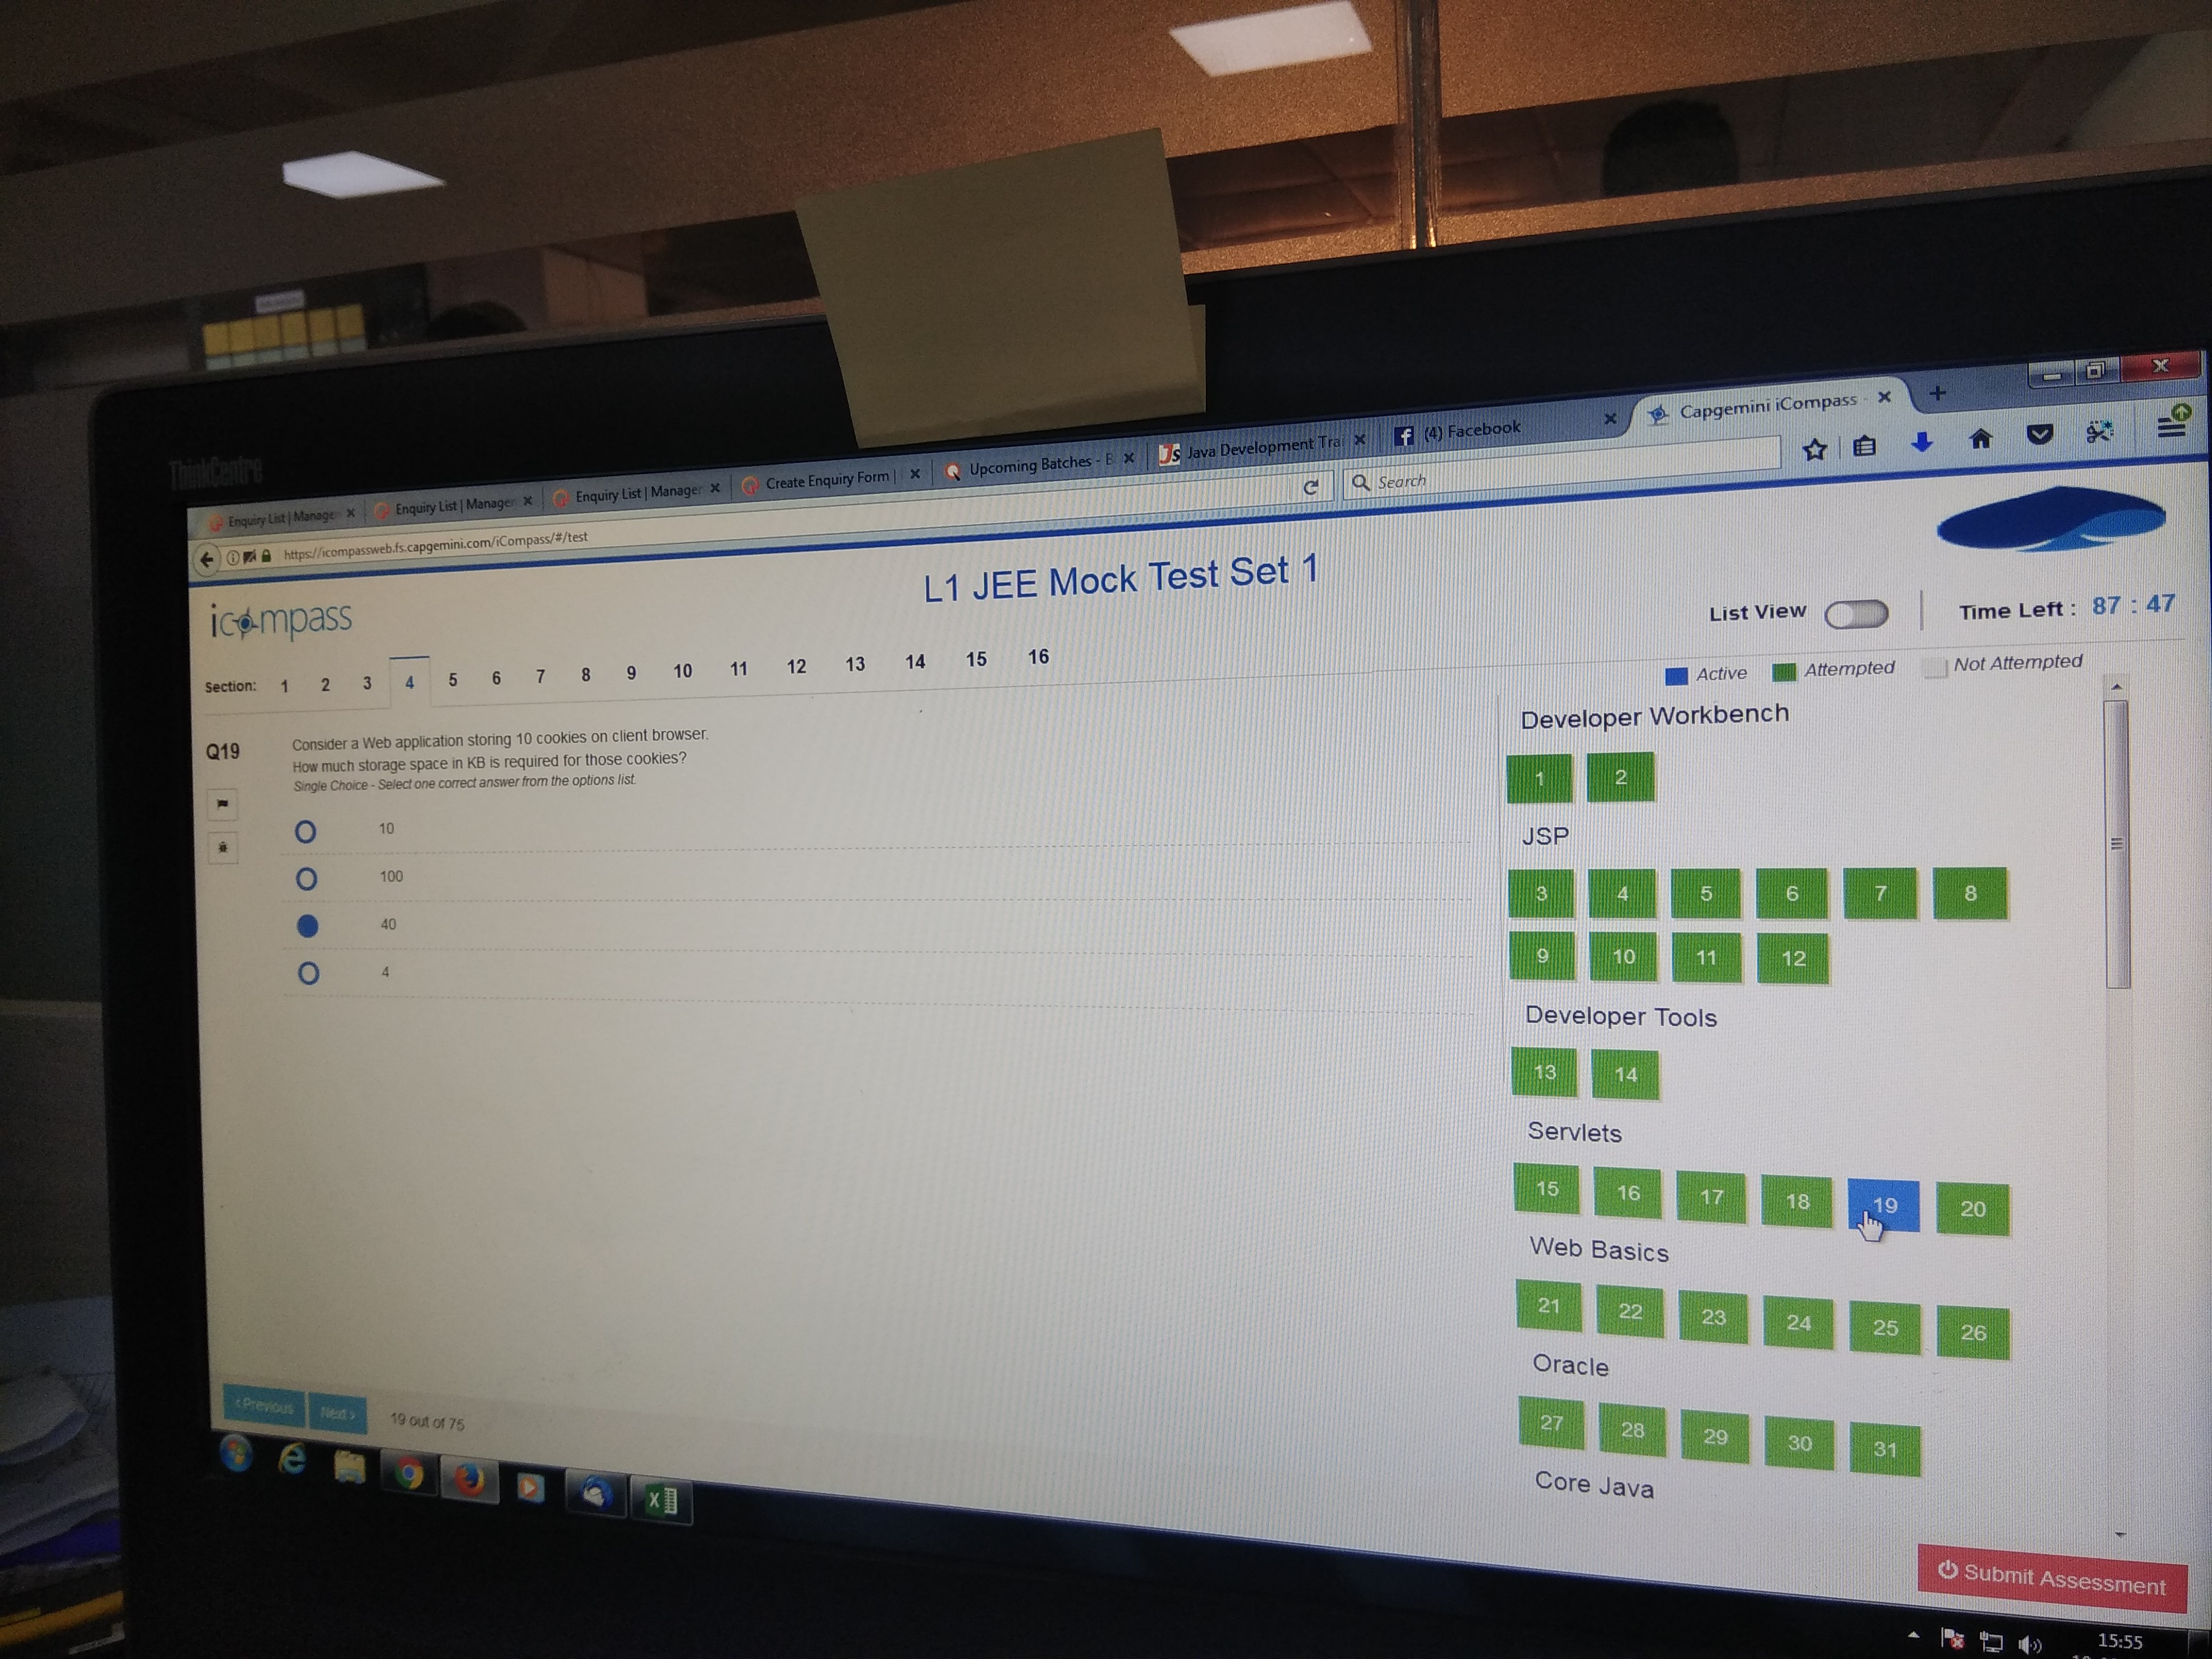 ThinkCentre
Enquiry List | Manage
Enquiry List | Manager
Enquiry List | Manager
Create Enquiry Form |
Upcoming Batches - B
Java Development Tra
(4) Facebook
Capgemini iCompass -
https://icompassweb.fs.capgemini.com/iCompass/#/test
Search
icompass
L1 JEE Mock Test Set 1
List View
Time Left : 87 : 47
Section: 1 2 3 4 5 6 7 8 9 10 11 12 13 14 15 16
Active Attempted Not Attempted
Q19
Consider a Web application storing 10 cookies on client browser.
How much storage space in KB is required for those cookies?
Single Choice - Select one correct answer from the options list.
10
100
40
4
Developer Workbench
1 2
JSP
3 4 5 6 7 8
9 10 11 12
Developer Tools
13 14
Servlets
15 16 17 18 19 20
Web Basics
21 22 23 24 25 26
Oracle
27 28 29 30 31
Core Java
< Previous Next > 19 out of 75
Submit Assessment
15:55